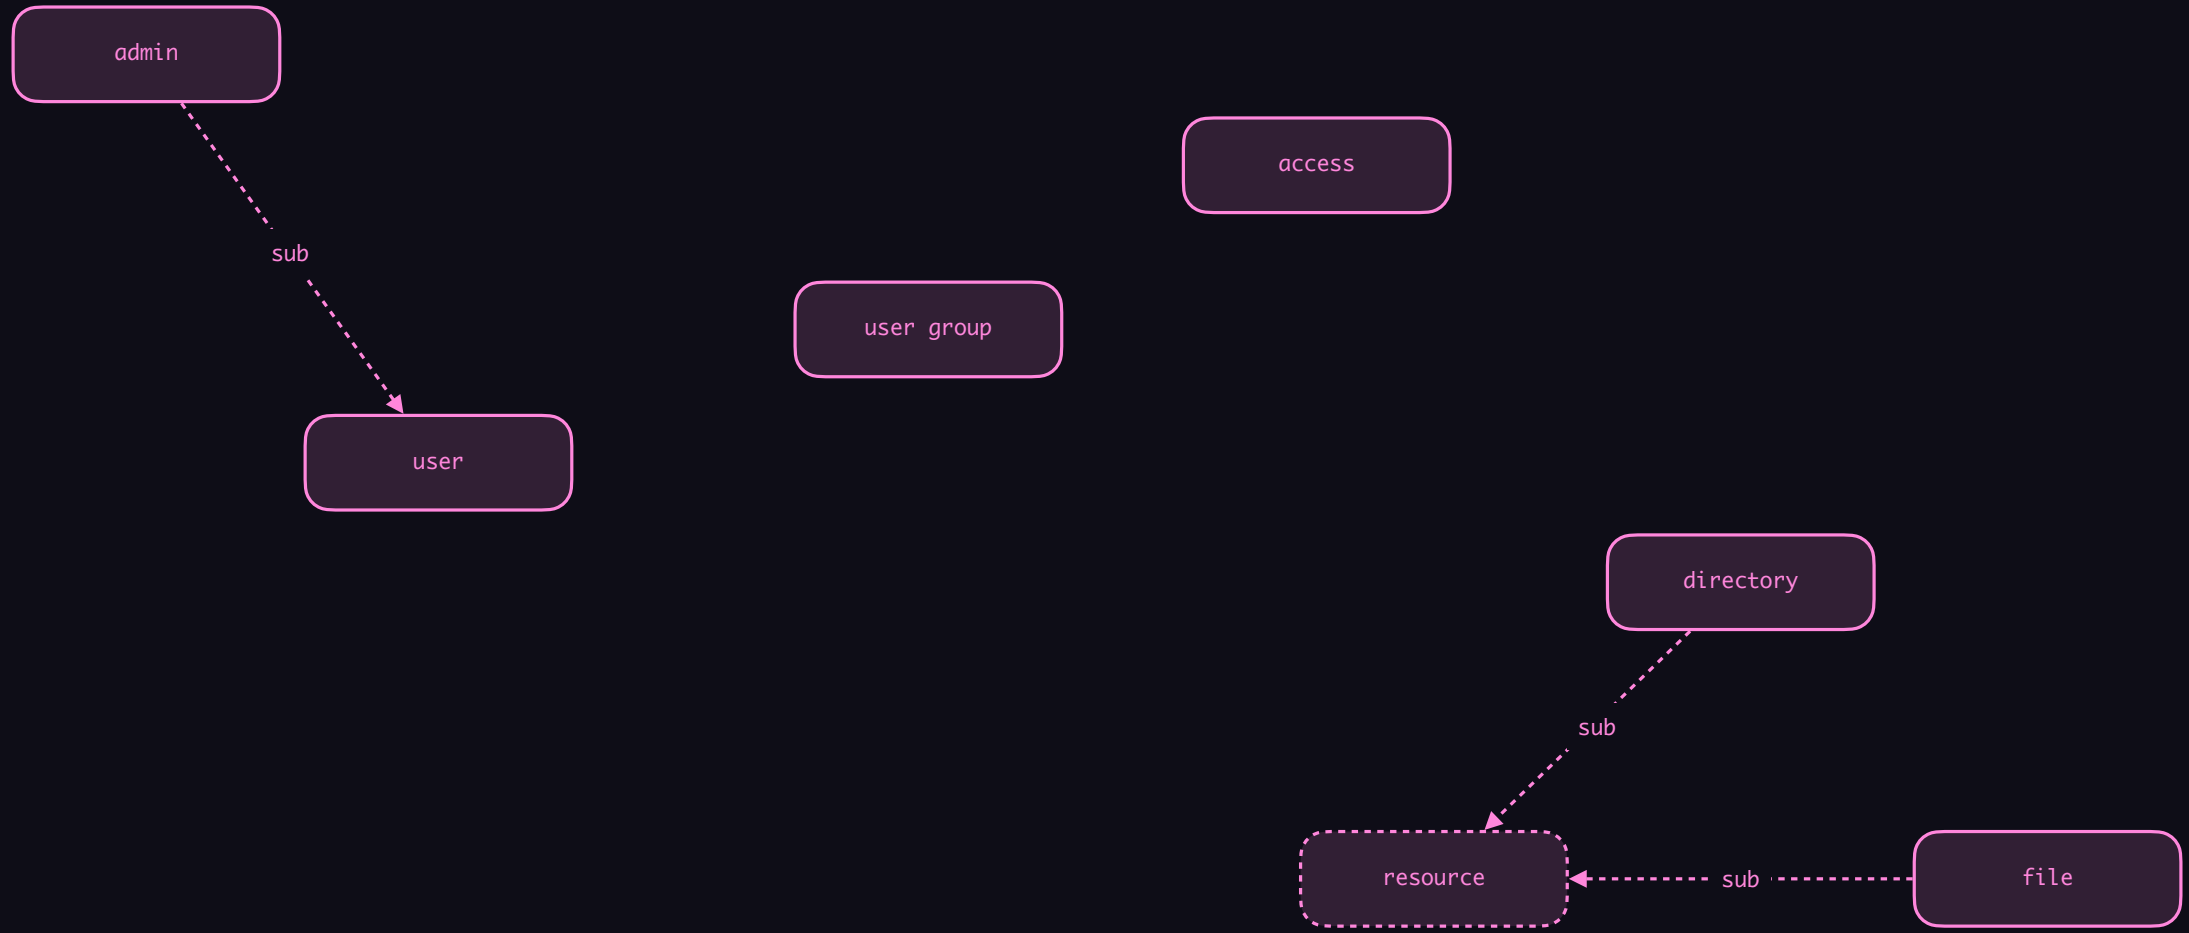 admin
access
sub
user group
user
directory
sub
resource
sub
file